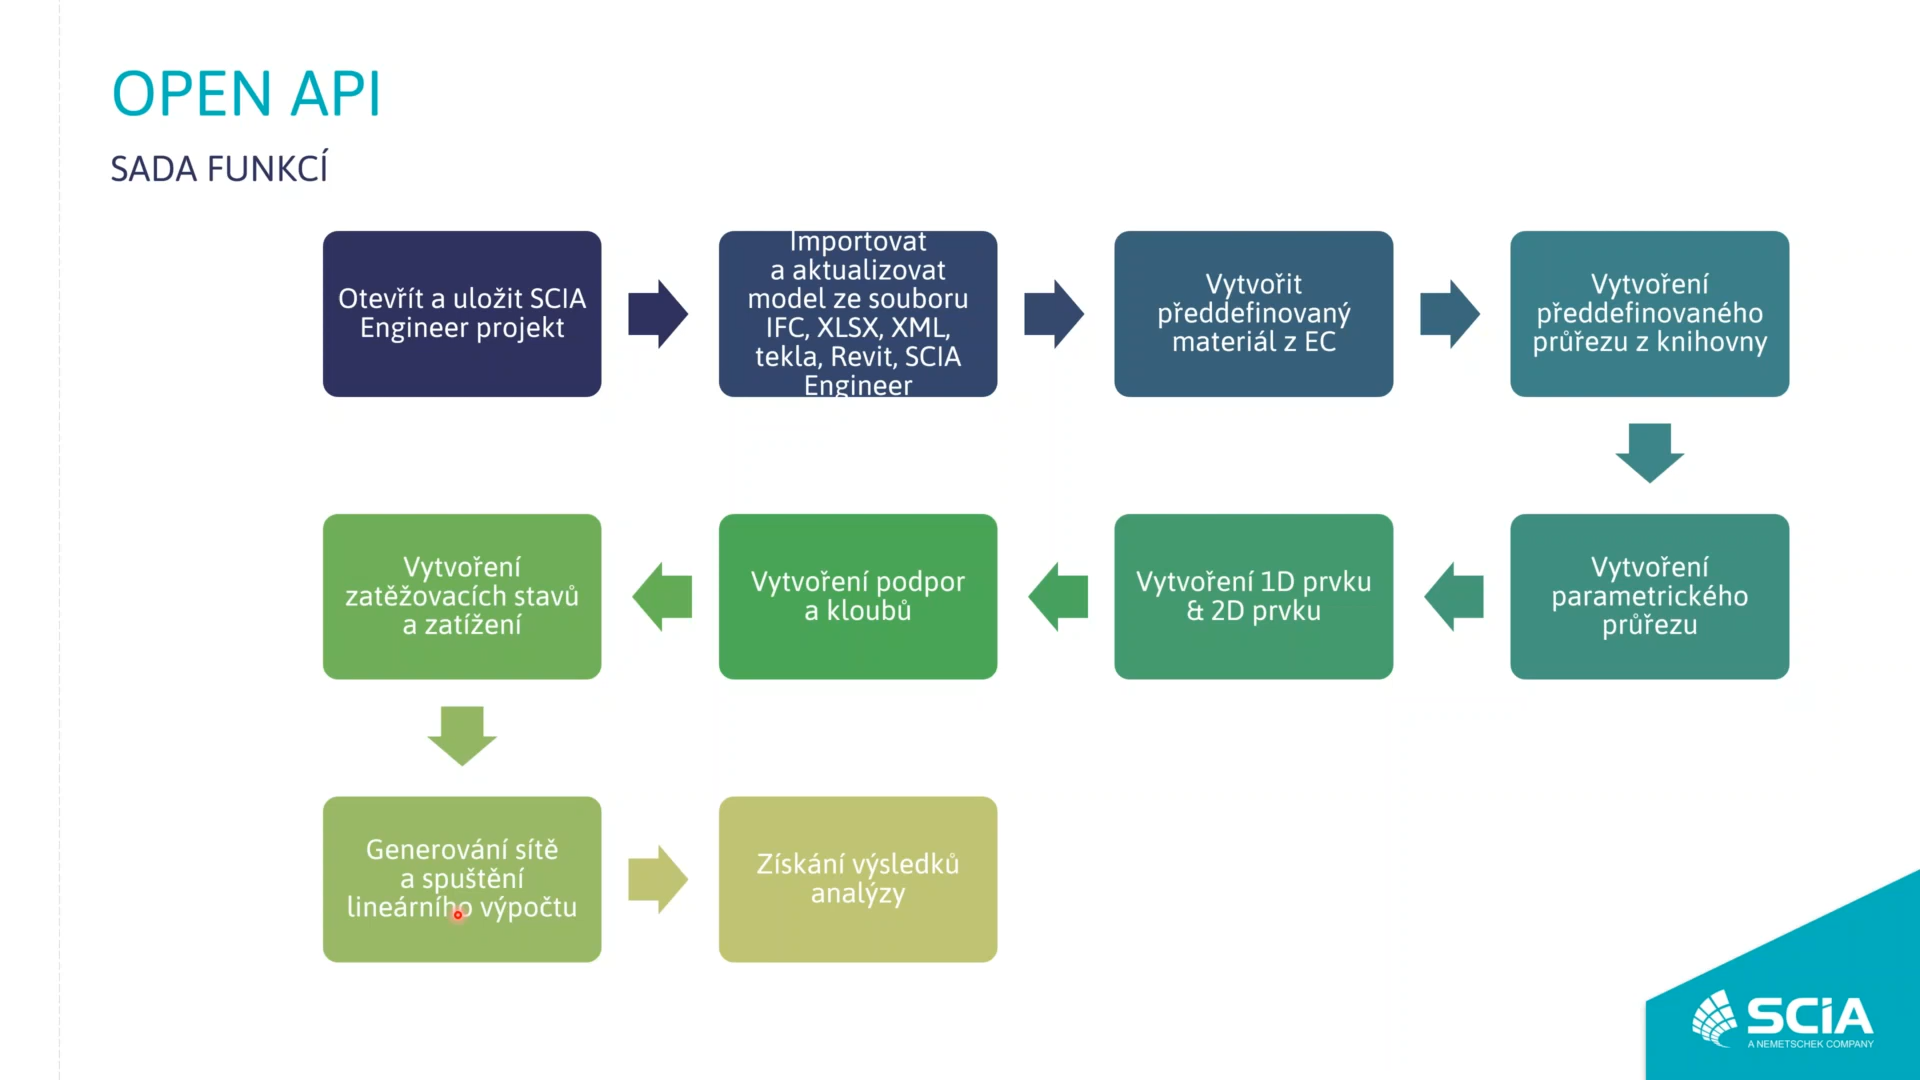 OPEN API
SADA FUNKCÍ
Otevřít a uložit SCIA
Engineer projekt
Importovat
a aktualizovat
model ze souboru
IFC, XLSX, XML,
tekla, Revit, SCIA
Engineer
Vytvořit
předdefinovaný
materiál z EC
Vytvoření
předdefinovaného
průřezu z knihovny
Vytvoření
parametrického
průřezu
Vytvoření 1D prvku
& 2D prvku
Vytvoření podpor
a kloubů
Vytvoření
zatěžovacích stavů
a zatížení
Generování sítě
a spuštění
lineárního výpočtu
Získání výsledků
analýzy
SCIA
A NEMETSCHEK COMPANY